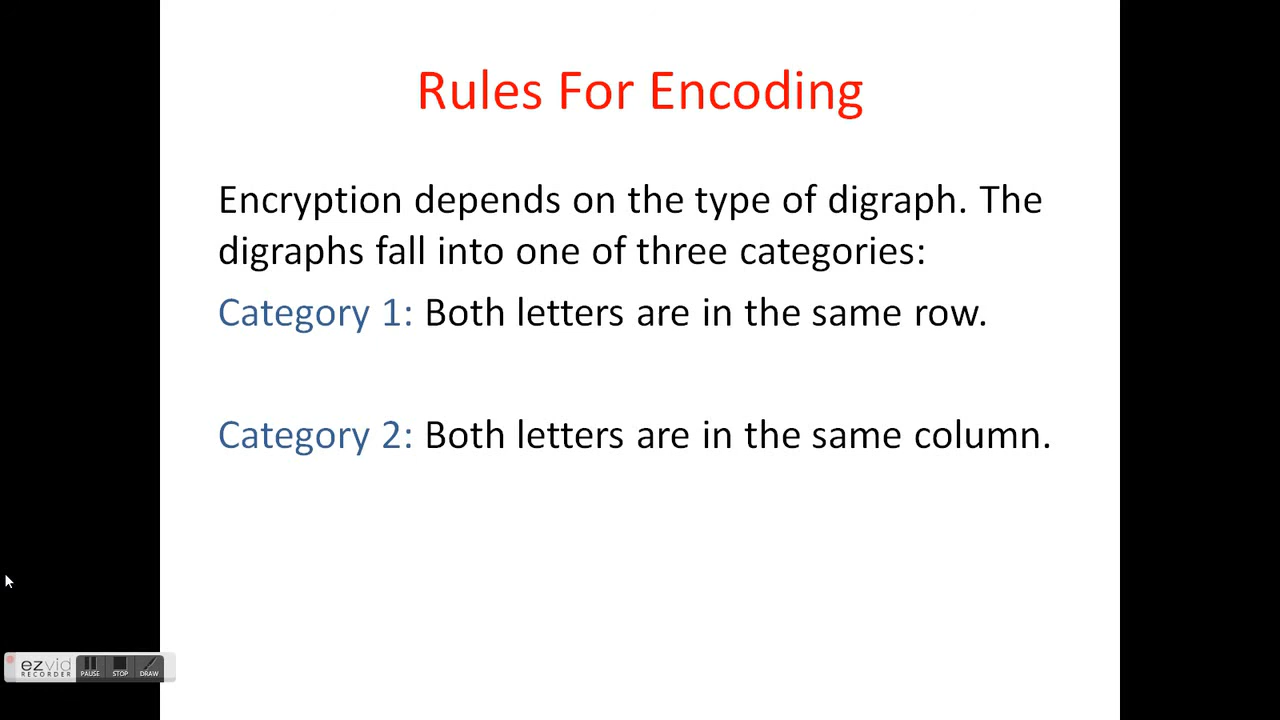 Rules For Encoding
Encryption depends on the type of digraph. The
digraphs fall into one of three categories:
Category 1: Both letters are in the same row.
Category 2: Both letters are in the same column.
ezvid
RECORDER
PAUSE
STOP
DRAW